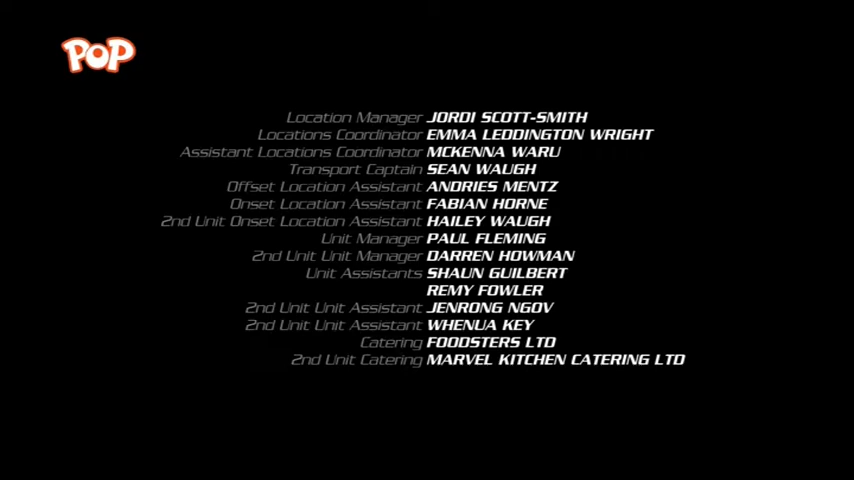 POP
Location Manager JORDI SCOTT-SMITH
Locations Coordinator EMMA LEDDINGTON WRIGHT
Assistant Locations Coordinator MCKENNA WARU
Transport Captain SEAN WAUGH
Offset Location Assistant ANDRIES MENTZ
Onset Location Assistant FABIAN HORNE
2nd Unit Onset Location Assistant HAILEY WAUGH
Unit Manager PAUL FLEMING
2nd Unit Unit Manager DARREN HOWMAN
Unit Assistants SHAUN GUILBERT
REMY FOWLER
2nd Unit Unit Assistant JENRONG NGOV
2nd Unit Unit Assistant WHENUA KEY
Catering FOODSTERS LTD
2nd Unit Catering MARVEL KITCHEN CATERING LTD